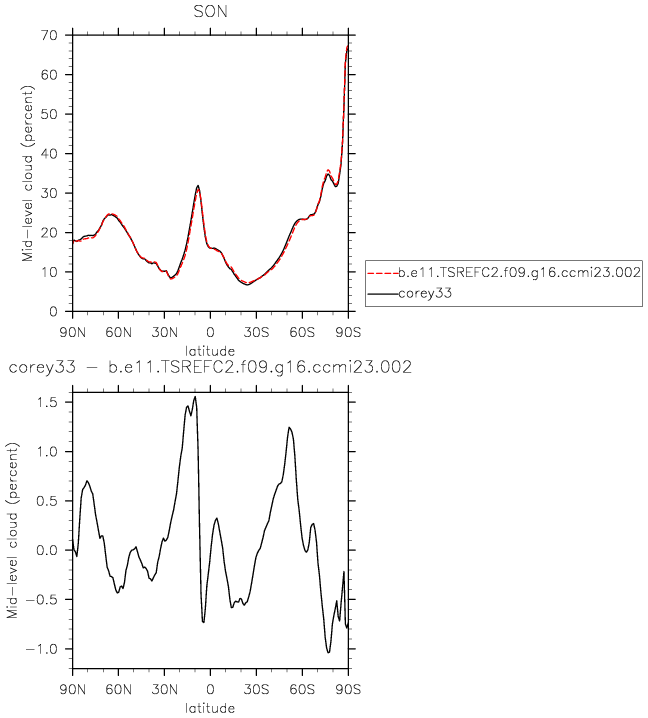 SON
70
60
50
40
30
20
10
0
Mid-level cloud (percent)
90N 60N 30N 0 30S 60S 90S
latitude
b.e11.TSREFC2.f09.g16.ccmi23.002
corey33
corey33 - b.e11.TSREFC2.f09.g16.ccmi23.002
1.5
1.0
0.5
0.0
-0.5
-1.0
Mid-level cloud (percent)
90N 60N 30N 0 30S 60S 90S
latitude